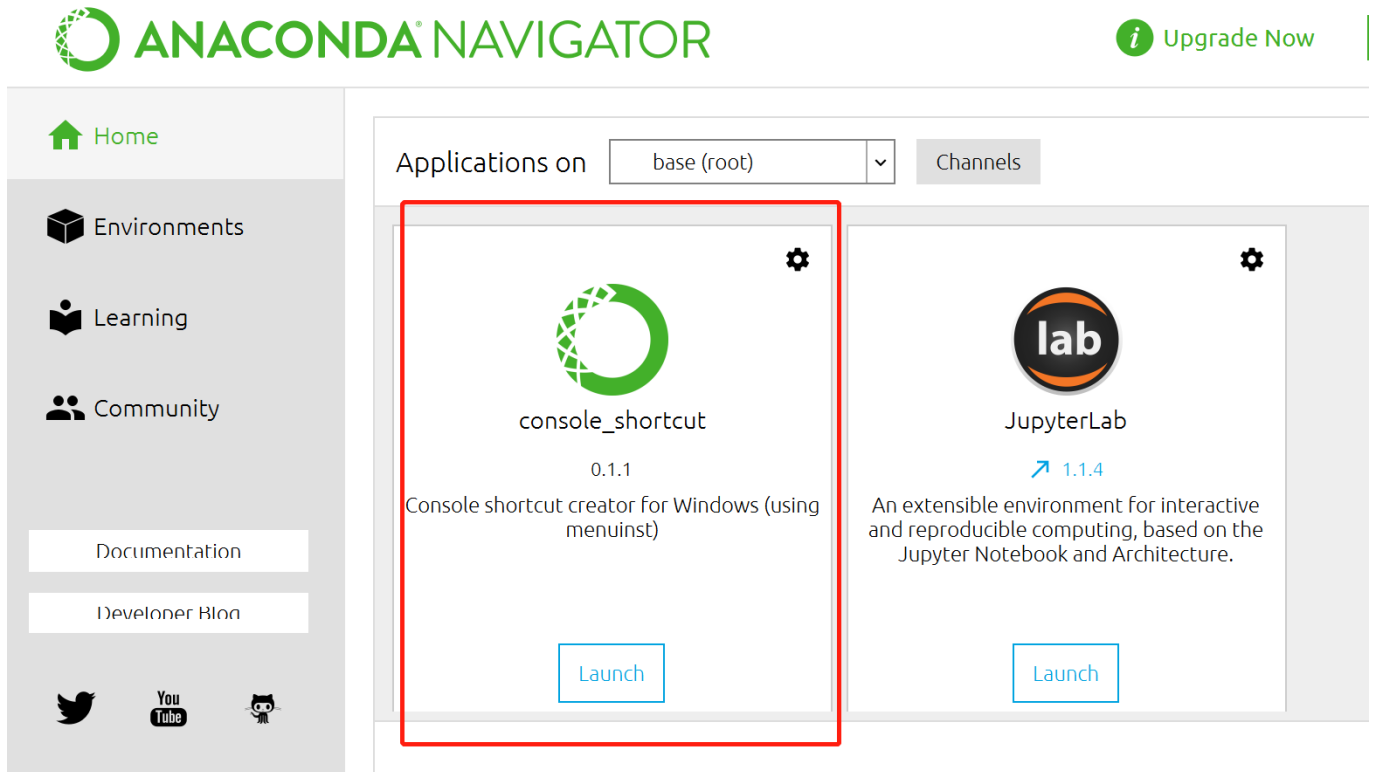 ANACONDA NAVIGATOR
i Upgrade Now
Home
Environments
Learning
Community
Documentation
Developer Blog
You
Tube
Applications on base (root) Channels
console_shortcut
0.1.1
Console shortcut creator for Windows (using
menuinst)
Launch
lab
JupyterLab
1.1.4
An extensible environment for interactive
and reproducible computing, based on the
Jupyter Notebook and Architecture.
Launch